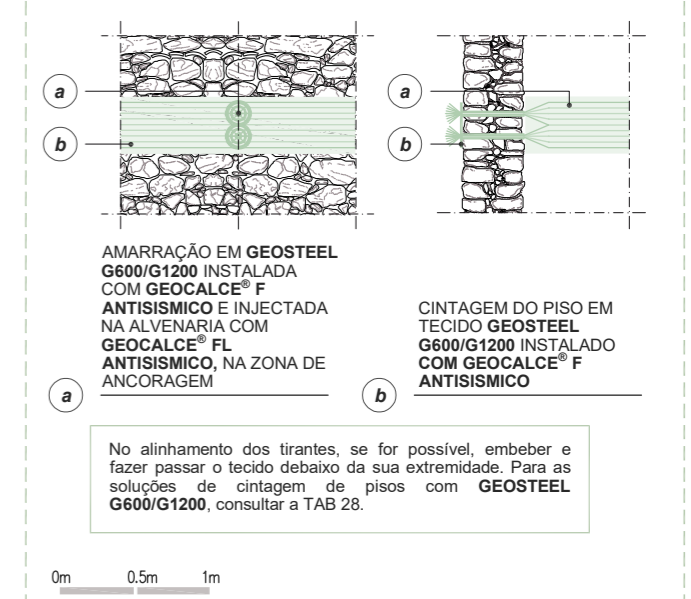 a
b
a
b
AMARRAÇÃO EM GEOSTEEL
G600/G1200 INSTALADA
COM GEOCALCE® F
ANTISISMICO E INJECTADA
NA ALVENARIA COM
GEOCALCE® FL
ANTISISMICO, NA ZONA DE
ANCORAGEM
a
CINTAGEM DO PISO EM
TECIDO GEOSTEEL
G600/G1200 INSTALADO
COM GEOCALCE® F
ANTISISMICO
b
No alinhamento dos tirantes, se for possível, embeber e
fazer passar o tecido debaixo da sua extremidade. Para as
soluções de cintagem de pisos com GEOSTEEL
G600/G1200, consultar a TAB 28.
0m 0.5m 1m